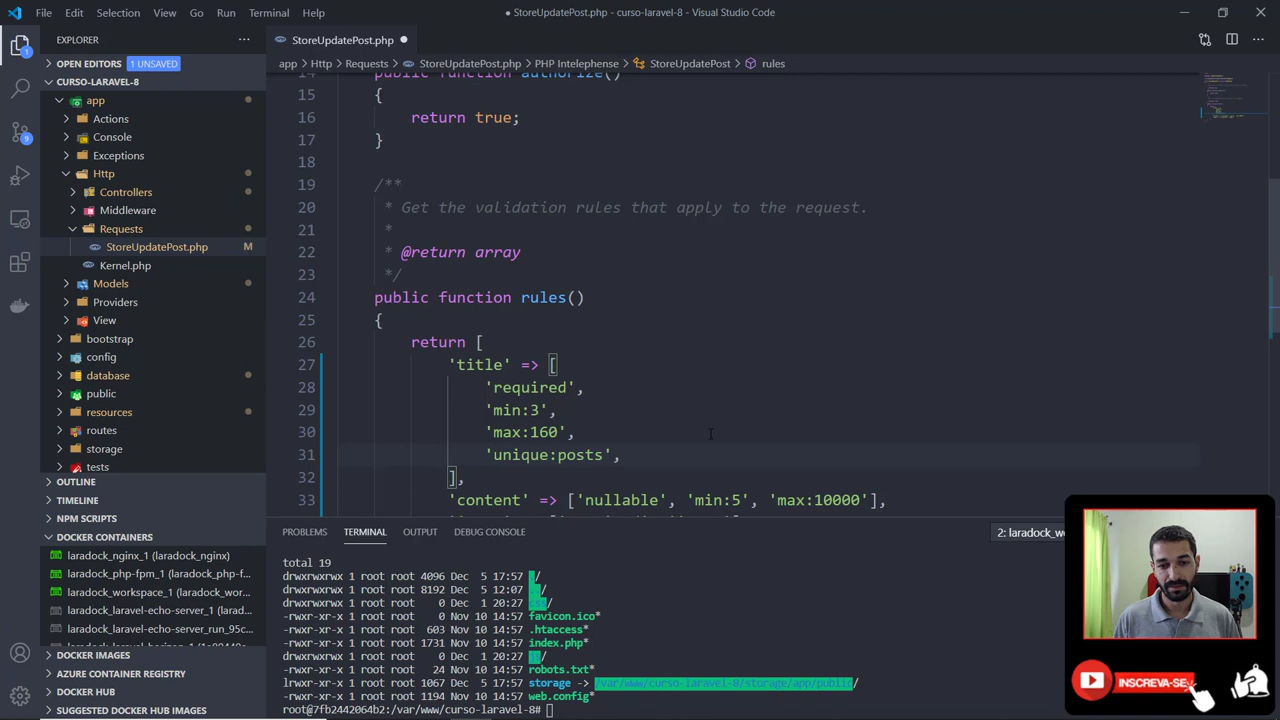 File Edit Selection View Go Run Terminal Help
● StoreUpdatePost.php - curso-laravel-8 - Visual Studio Code
EXPLORER
StoreUpdatePost.php
OPEN EDITORS 1 UNSAVED
app > Http > Requests > StoreUpdatePost.php > PHP Intelephense > StoreUpdatePost > rules
CURSO-LARAVEL-8
app
Actions
Console
Exceptions
Http
Controllers
Middleware
Requests
StoreUpdatePost.php M
Kernel.php
Models
Providers
View
bootstrap
config
database
public
resources
routes
storage
tests
OUTLINE
TIMELINE
NPM SCRIPTS
DOCKER CONTAINERS
laradock_nginx_1 (laradock_nginx)
laradock_php-fpm_1 (laradock_php-f...
laradock_workspace_1 (laradock_wor...
laradock_laravel-echo-server_1 (larad...
laradock_laravel-echo-server_run_95c...
DOCKER IMAGES
AZURE CONTAINER REGISTRY
DOCKER HUB
SUGGESTED DOCKER HUB IMAGES
1
9
14 public function authorize()
15 {
16 return true;
17 }
18
19 /**
20 * Get the validation rules that apply to the request.
21 *
22 * @return array
23 */
24 public function rules()
25 {
26 return [
27 'title' => [
28 'required',
29 'min:3',
30 'max:160',
31 'unique:posts',
32 ],
33 'content' => ['nullable', 'min:5', 'max:10000'],
PROBLEMS TERMINAL OUTPUT DEBUG CONSOLE
2: laradock_w
total 19
drwxrwxrwx 1 root root 4096 Dec 5 17:57 ./
drwxrwxrwx 1 root root 8192 Dec 5 12:07 ../
drwxrwxrwx 1 root root 0 Dec 1 20:27 css/
-rwxr-xr-x 1 root root 0 Nov 10 14:57 favicon.ico*
-rwxr-xr-x 1 root root 603 Nov 10 14:57 .htaccess*
-rwxr-xr-x 1 root root 1731 Nov 10 14:57 index.php*
drwxrwxrwx 1 root root 0 Dec 1 20:27 js/
-rwxr-xr-x 1 root root 24 Nov 10 14:57 robots.txt*
lrwxr-xr-x 1 root root 1067 Dec 5 17:57 storage -> /var/www/curso-laravel-8/storage/app/public/
-rwxr-xr-x 1 root root 1194 Nov 10 14:57 web.config*
root@7fb2442064b2:/var/www/curso-laravel-8#
INSCREVA-SE